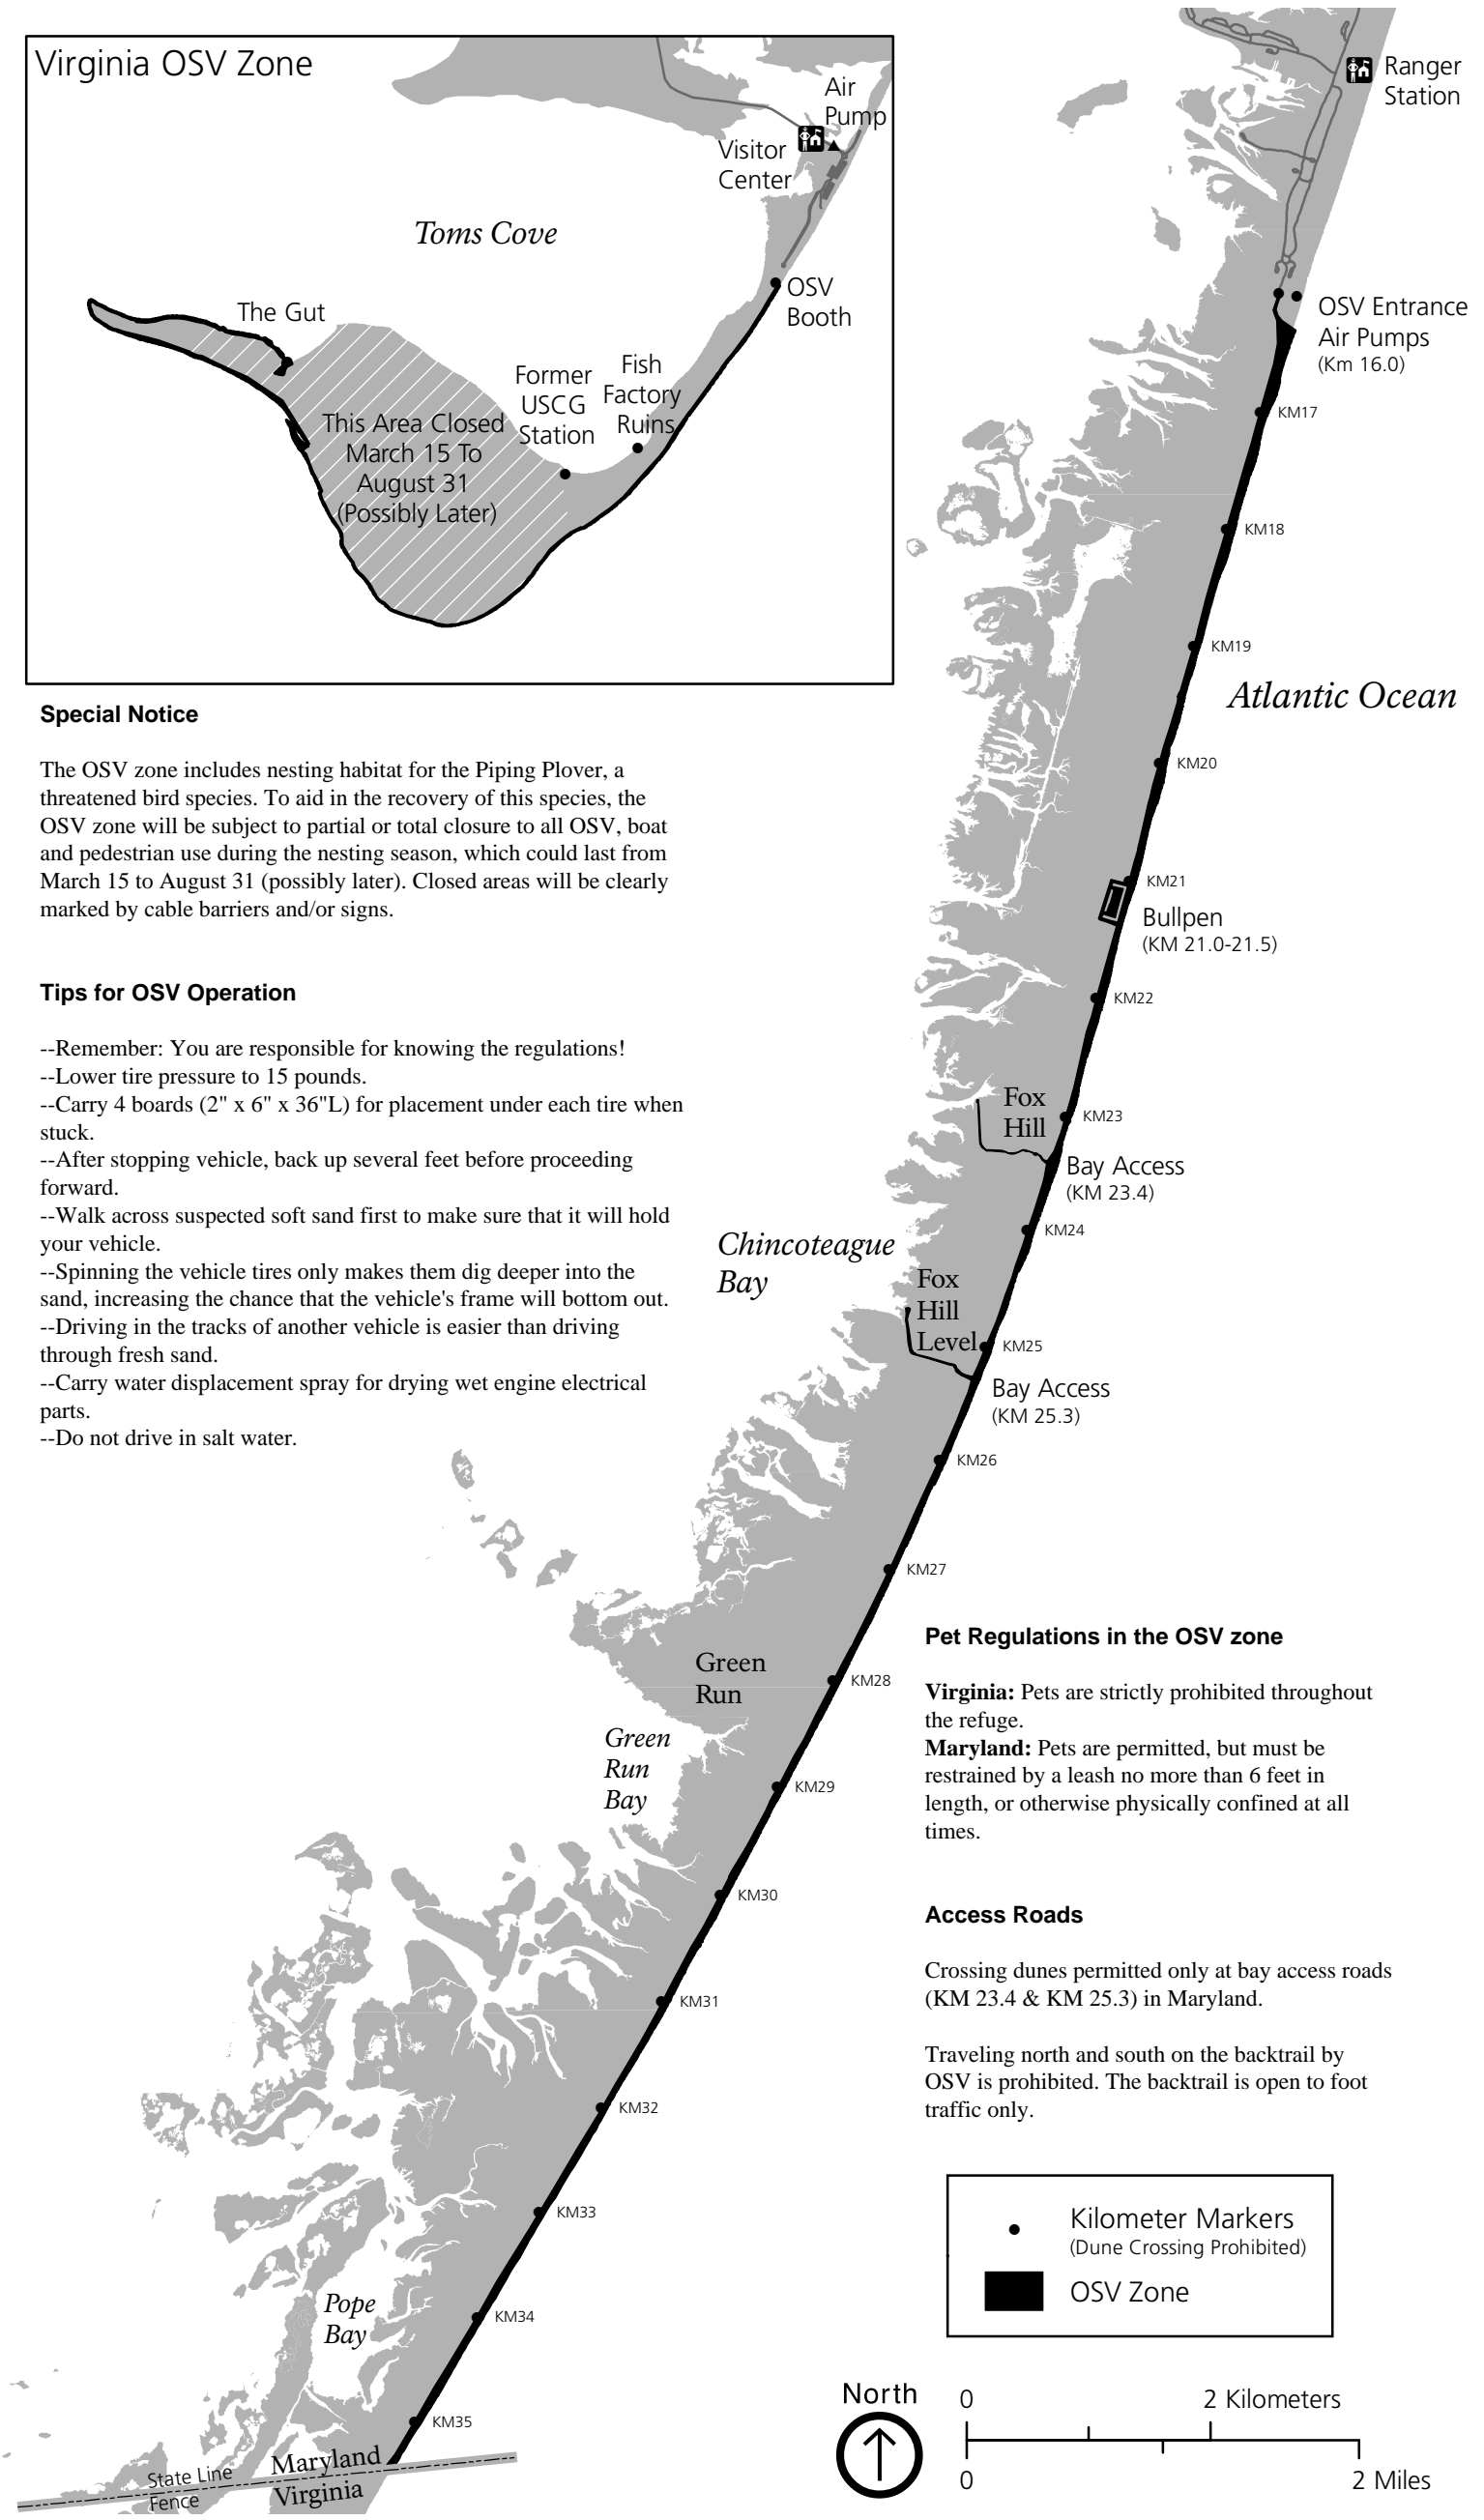 Virginia OSV Zone
Air
Pump
Visitor
Center
Toms Cove
OSV
Booth
The Gut
Fish
Factory
Ruins
Former
USCG
Station
This Area Closed
March 15 To
August 31
(Possibly Later)
Ranger
Station
OSV Entrance
Air Pumps
(Km 16.0)
KM17
KM18
KM19
Atlantic Ocean
KM20
KM21
Bullpen
(KM 21.0-21.5)
KM22
Fox
Hill
KM23
Bay Access
(KM 23.4)
KM24
Chincoteague
Bay
Fox
Hill
Level
KM25
Bay Access
(KM 25.3)
KM26
KM27
Green
Run
KM28
Green
Run
Bay
KM29
KM30
KM31
KM32
KM33
Pope
Bay
KM34
KM35
Maryland
State Line
Fence
Virginia
Special Notice
The OSV zone includes nesting habitat for the Piping Plover, a
threatened bird species. To aid in the recovery of this species, the
OSV zone will be subject to partial or total closure to all OSV, boat
and pedestrian use during the nesting season, which could last from
March 15 to August 31 (possibly later). Closed areas will be clearly
marked by cable barriers and/or signs.
Tips for OSV Operation
--Remember: You are responsible for knowing the regulations!
--Lower tire pressure to 15 pounds.
--Carry 4 boards (2" x 6" x 36"L) for placement under each tire when
stuck.
--After stopping vehicle, back up several feet before proceeding
forward.
--Walk across suspected soft sand first to make sure that it will hold
your vehicle.
--Spinning the vehicle tires only makes them dig deeper into the
sand, increasing the chance that the vehicle's frame will bottom out.
--Driving in the tracks of another vehicle is easier than driving
through fresh sand.
--Carry water displacement spray for drying wet engine electrical
parts.
--Do not drive in salt water.
Pet Regulations in the OSV zone
Virginia: Pets are strictly prohibited throughout
the refuge.
Maryland: Pets are permitted, but must be
restrained by a leash no more than 6 feet in
length, or otherwise physically confined at all
times.
Access Roads
Crossing dunes permitted only at bay access roads
(KM 23.4 & KM 25.3) in Maryland.
Traveling north and south on the backtrail by
OSV is prohibited. The backtrail is open to foot
traffic only.
Kilometer Markers
(Dune Crossing Prohibited)
OSV Zone
North
0 2 Kilometers
0 2 Miles